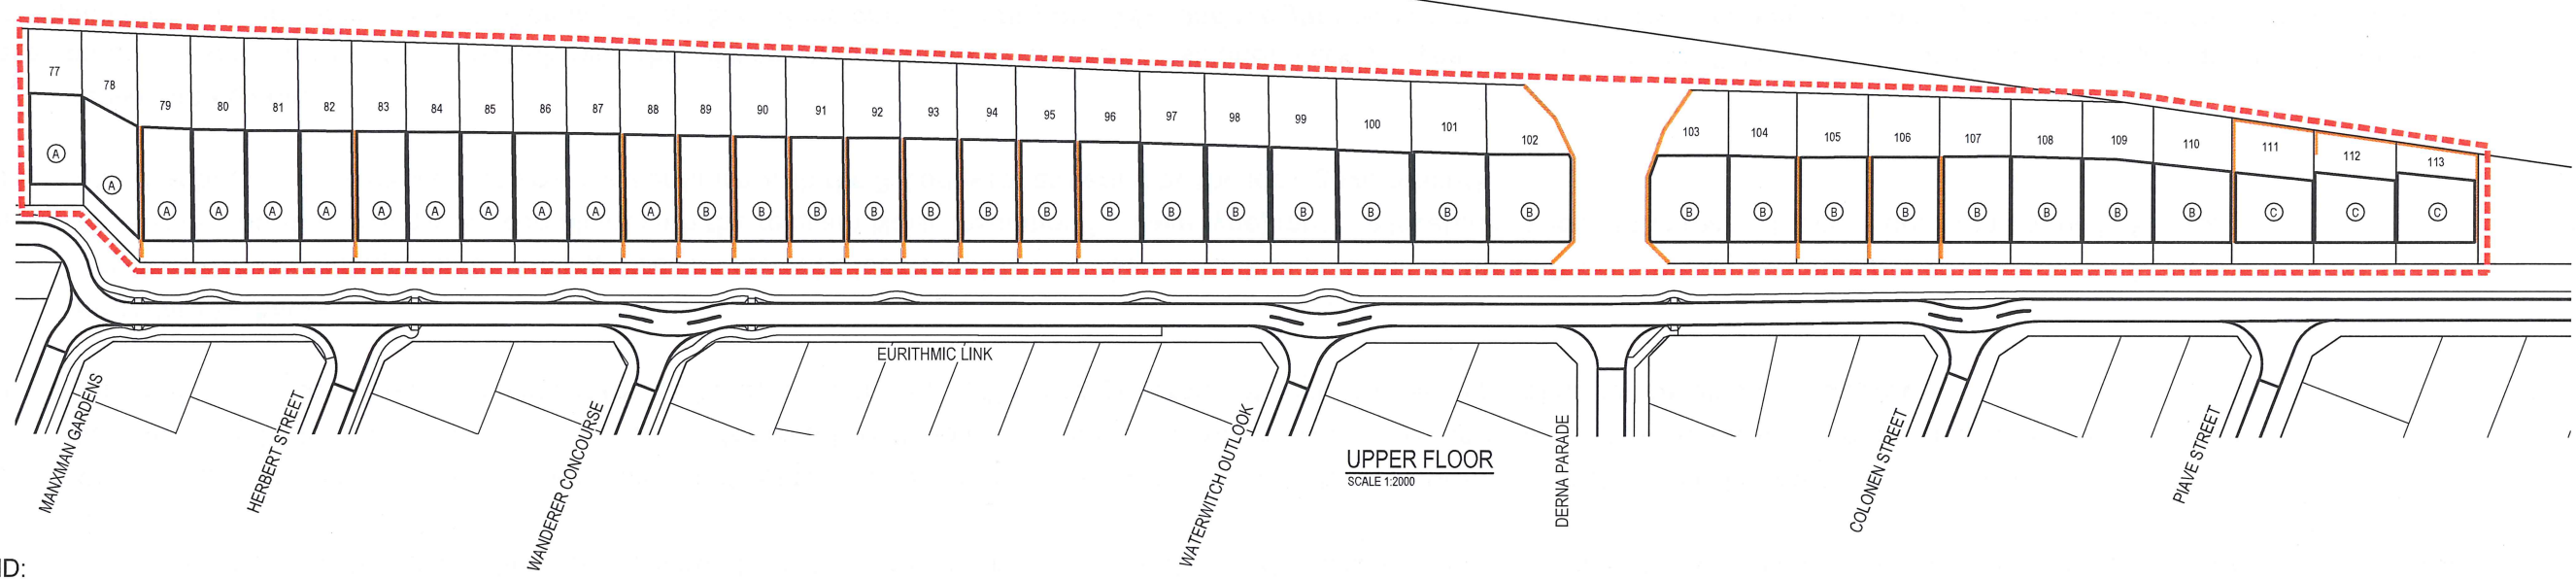 77 78 79 80 81 82 83 84 85 86 87 88 89 90 91 92 93 94 95 96 97 98 99 100 101 102 103 104 105 106 107 108 109 110 111 112 113
A A A A A A A A A A A A B B B B B B B B B B B B B B B B B B B B B B C C C
EURITHMIC LINK
MANXMAN GARDENS
HERBERT STREET
WANDERER CONCOURSE
WATERWITCH OUTLOOK
UPPER FLOOR
SCALE 1:2000
DERNA PARADE
COLONEN STREET
PIAVE STREET
ID: